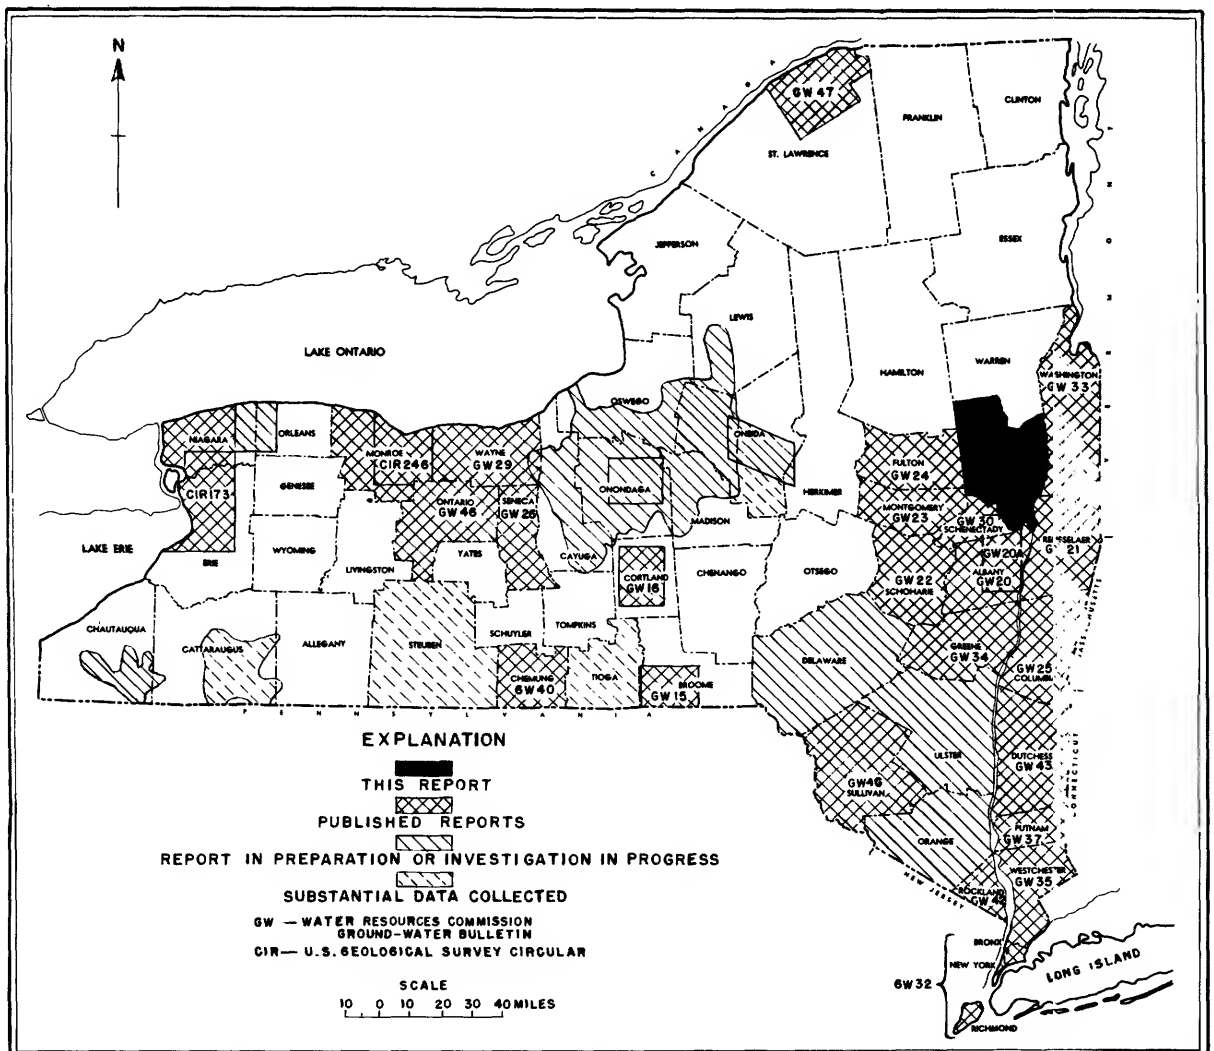 N
CANADA
GW 47
CLINTON
FRANKLIN
ST. LAWRENCE
JEFFERSON
ESSEX
LEWIS
LAKE ONTARIO
WARREN
HAMILTON
WASHINGTON
GW 33
OSWEGO
NIAGARA
ORLEANS
MONROE
CIR 246
WAYNE
GW 29
ONEIDA
FULTON
GW 24
GENESEE
CIR 173
ONTARIO
GW 46
SENECA
GW 26
ONONDAGA
HERKIMER
MONTGOMERY
GW 23
GW 30
SCHENECTADY
MADISON
LAKE ERIE
ERIE
WYOMING
LIVINGSTON
YATES
CAYUGA
CORTLAND
GW 16
CHENANGO
OTSEGO
GW 22
SCHOHARIE
GW20A
ALBANY
GW 20
21
MASSACHUSETTS
CHAUTAUQUA
CATTARAUGUS
ALLEGANY
STEUBEN
SCHUYLER
TOMPKINS
CHEMUNG
6W 40
TIOGA
BROOME
GW 15
DELAWARE
GREENE
GW 34
GW 25
PENNSYLVANIA
ULSTER
DUTCHESS
GW 43
GW46
SULLIVAN
CONNECTICUT
ORANGE
PUTNAM
GW 37
WESTCHESTER
GW 35
ROCKLAND
NEW JERSEY
BRONX
NEW YORK
6W 32
LONG ISLAND
RICHMOND
EXPLANATION
THIS REPORT
PUBLISHED REPORTS
REPORT IN PREPARATION OR INVESTIGATION IN PROGRESS
SUBSTANTIAL DATA COLLECTED
GW — WATER RESOURCES COMMISSION
GROUND-WATER BULLETIN
CIR— U.S. GEOLOGICAL SURVEY CIRCULAR
SCALE
10 0 10 20 30 40 MILES